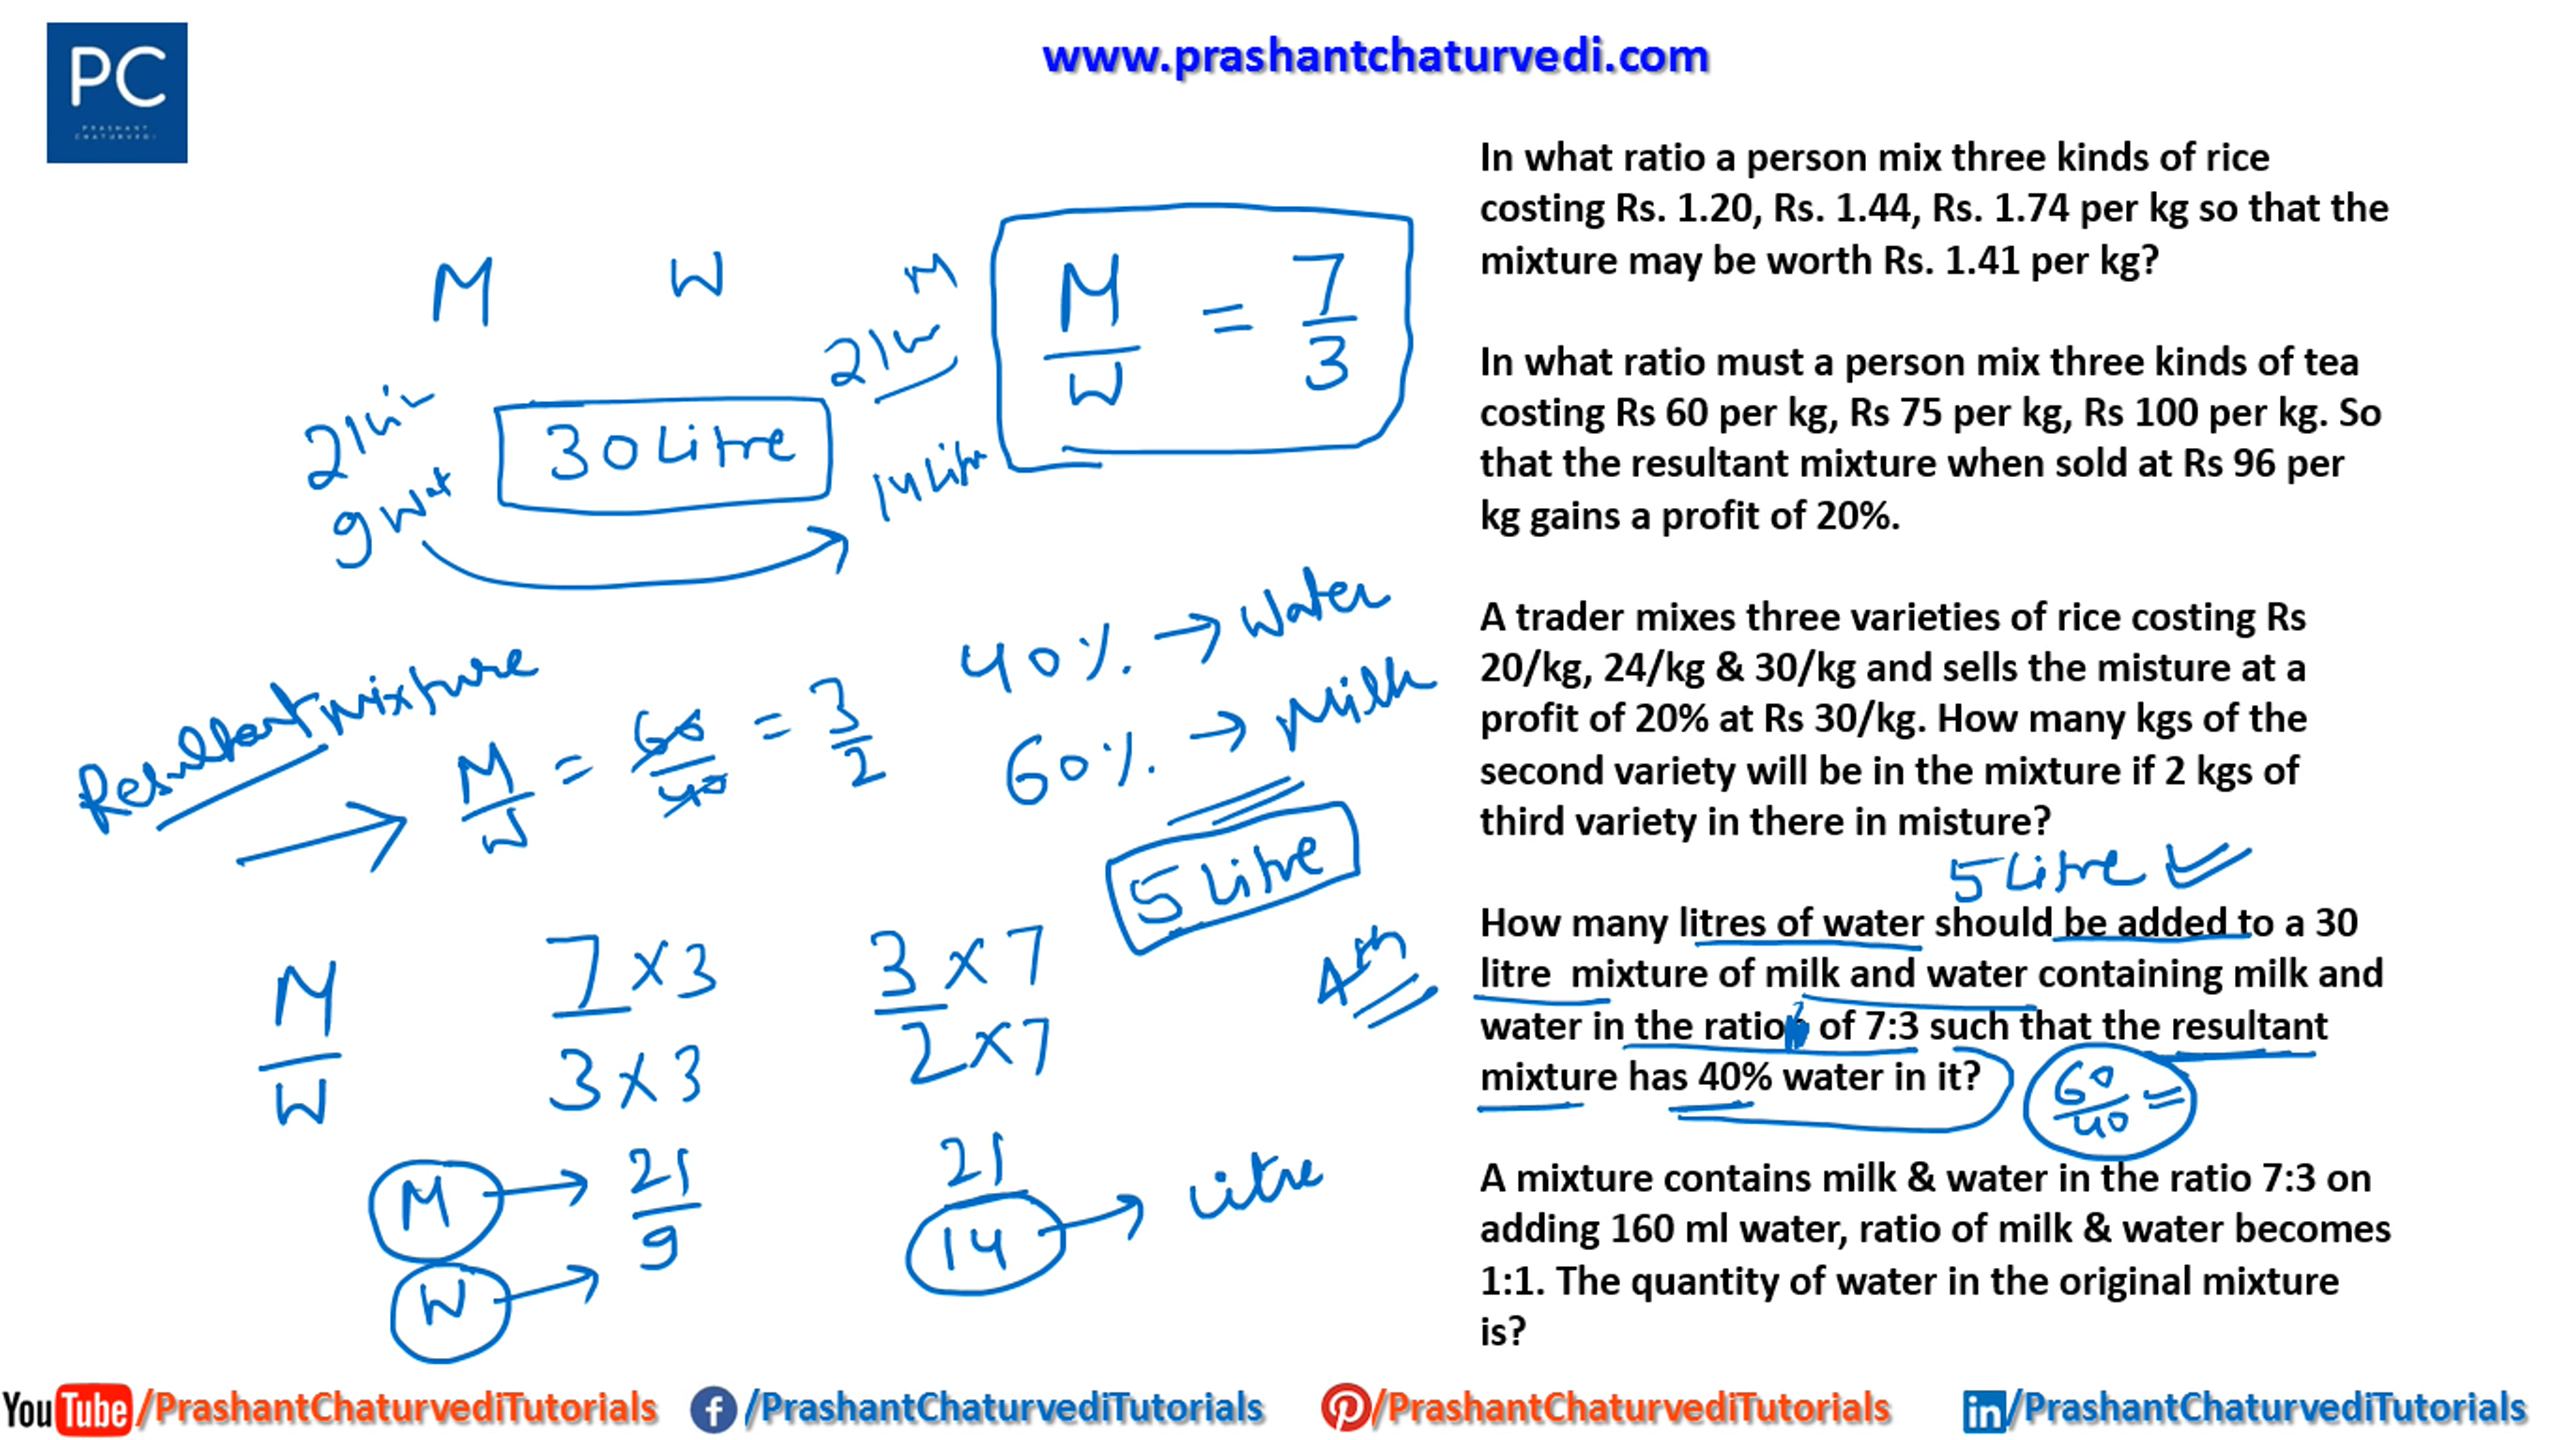 PC
PRASHANT
CHATURVEDI
www.prashantchaturvedi.com
M W M
21
21
9 wat
30 Litre
14 Litre
M/W = 7/3
Resultant mixture
M/W = 60/40 = 3/2
40% → Water
60% → Milk
5 Litre
M/W
7 × 3
3 × 3
3 × 7
2 × 7
4th
M → 21
W → 9
21
14 → Litre
In what ratio a person mix three kinds of rice
costing Rs. 1.20, Rs. 1.44, Rs. 1.74 per kg so that the
mixture may be worth Rs. 1.41 per kg?
In what ratio must a person mix three kinds of tea
costing Rs 60 per kg, Rs 75 per kg, Rs 100 per kg. So
that the resultant mixture when sold at Rs 96 per
kg gains a profit of 20%.
A trader mixes three varieties of rice costing Rs
20/kg, 24/kg & 30/kg and sells the misture at a
profit of 20% at Rs 30/kg. How many kgs of the
second variety will be in the mixture if 2 kgs of
third variety in there in misture?
5 Litre
How many litres of water should be added to a 30
litre mixture of milk and water containing milk and
water in the ratio of 7:3 such that the resultant
mixture has 40% water in it?
60/40 =
A mixture contains milk & water in the ratio 7:3 on
adding 160 ml water, ratio of milk & water becomes
1:1. The quantity of water in the original mixture
is?
YouTube /PrashantChaturvediTutorials f /PrashantChaturvediTutorials /PrashantChaturvediTutorials in /PrashantChaturvediTutorials